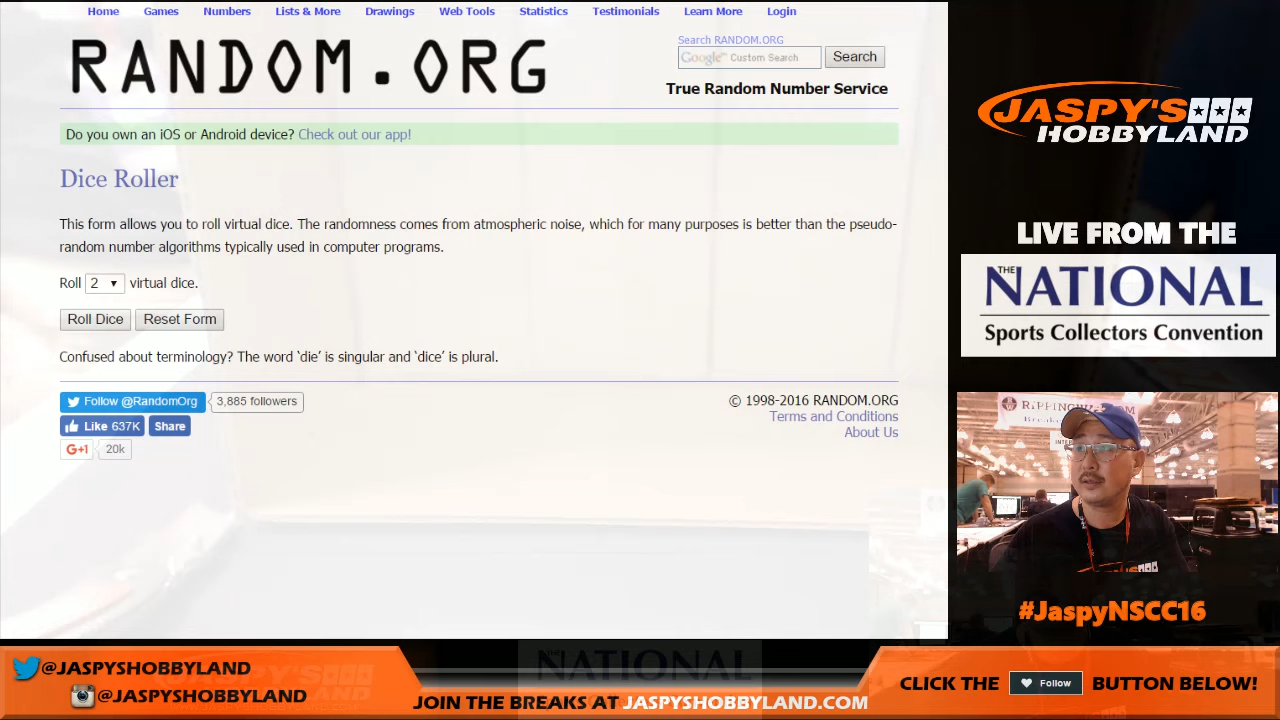 Home Games Numbers Lists & More Drawings Web Tools Statistics Testimonials Learn More Login
RANDOM.ORG
Search RANDOM.ORG
Google™ Custom Search Search
True Random Number Service
Do you own an iOS or Android device? Check out our app!
Dice Roller
This form allows you to roll virtual dice. The randomness comes from atmospheric noise, which for many purposes is better than the pseudo-
random number algorithms typically used in computer programs.
Roll 2 virtual dice.
Roll Dice Reset Form
Confused about terminology? The word ‘die’ is singular and ‘dice’ is plural.
Follow @RandomOrg 3,885 followers
Like 637K Share
G+1 20k
© 1998-2016 RANDOM.ORG
Terms and Conditions
About Us
JASPY'S
HOBBYLAND
LIVE FROM THE
THE NATIONAL
Sports Collectors Convention
#JaspyNSCC16
@JASPYSHOBBYLAND
@JASPYSHOBBYLAND
JOIN THE BREAKS AT JASPYSHOBBYLAND.COM
CLICK THE Follow BUTTON BELOW!